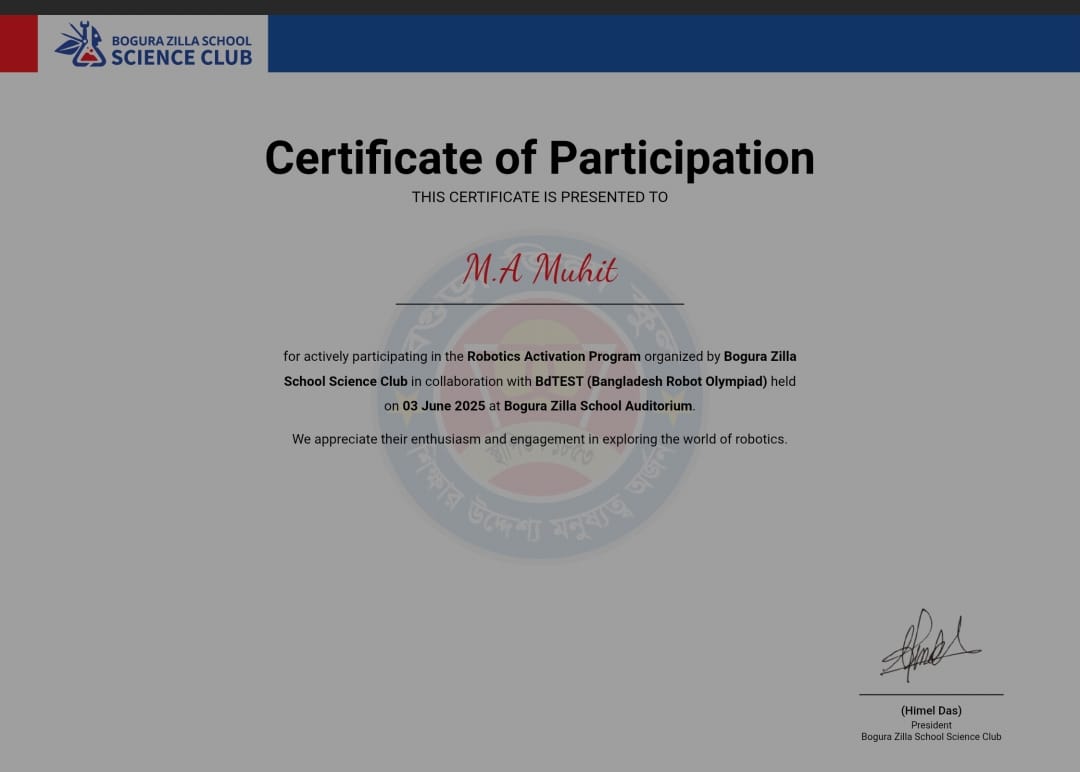 BOGURA ZILLA SCHOOL
SCIENCE CLUB
Certificate of Participation
THIS CERTIFICATE IS PRESENTED TO
M.A Muhit
for actively participating in the Robotics Activation Program organized by Bogura Zilla
School Science Club in collaboration with BdTEST (Bangladesh Robot Olympiad) held
on 03 June 2025 at Bogura Zilla School Auditorium.
We appreciate their enthusiasm and engagement in exploring the world of robotics.
শিক্ষার উদ্দেশ্য মনুষ্যত্ব অর্জন
(Himel Das)
President
Bogura Zilla School Science Club